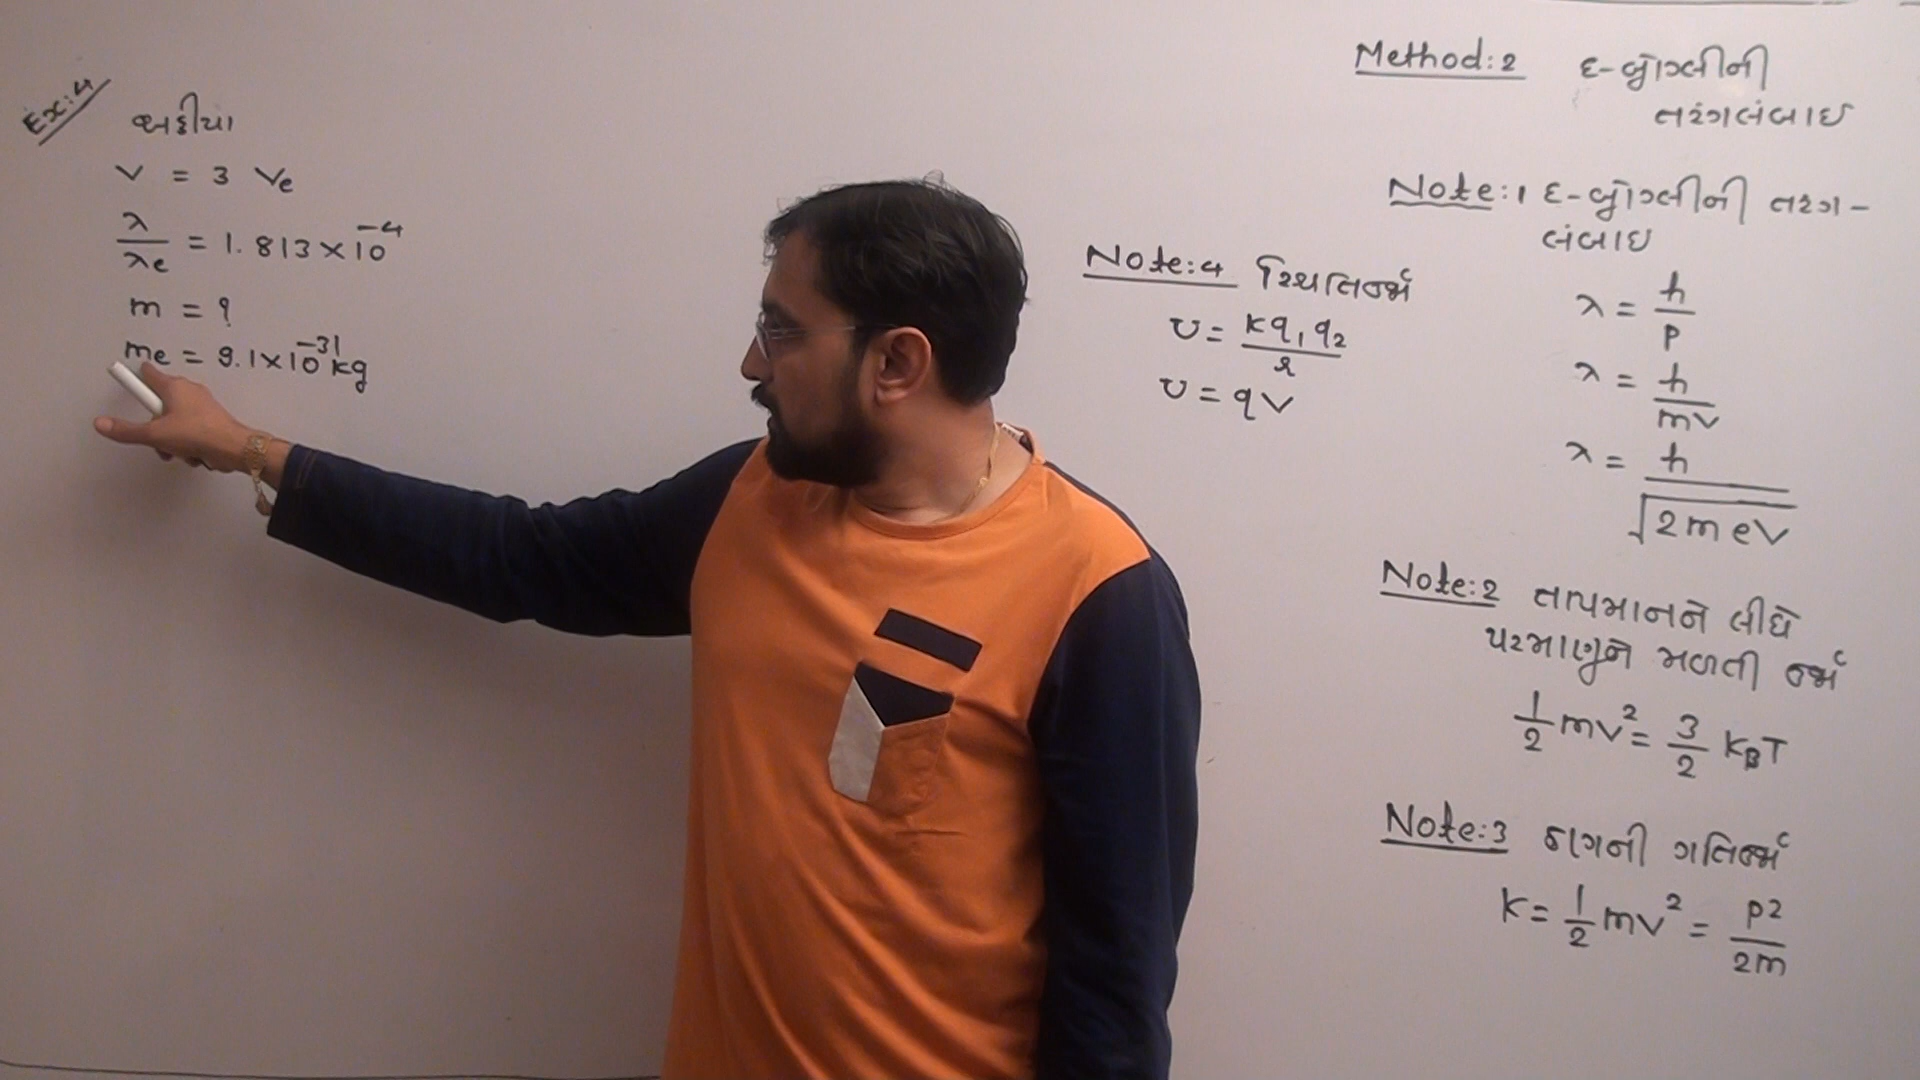 Ex:4
અહીંયા
v = 3 ve
λ/λe = 1.813 × 10⁻⁴
m = ?
me = 9.1 × 10⁻³¹ kg
Note:4 સ્થિતિઊર્જા
U = kq₁q₂/r
U = qV
Method:2 દ-બ્રોગ્લીની
તરંગલંબાઇ
Note:1 દ-બ્રોગ્લીની તરંગ-
લંબાઇ
λ = h/p
λ = h/mv
λ = h/√2meV
Note:2 તાપમાનને લીધે
પરમાણુને મળતી ઊર્જા
1/2 mv² = 3/2 KBT
Note:3 કણની ગતિઊર્જા
K = 1/2 mv² = p²/2m